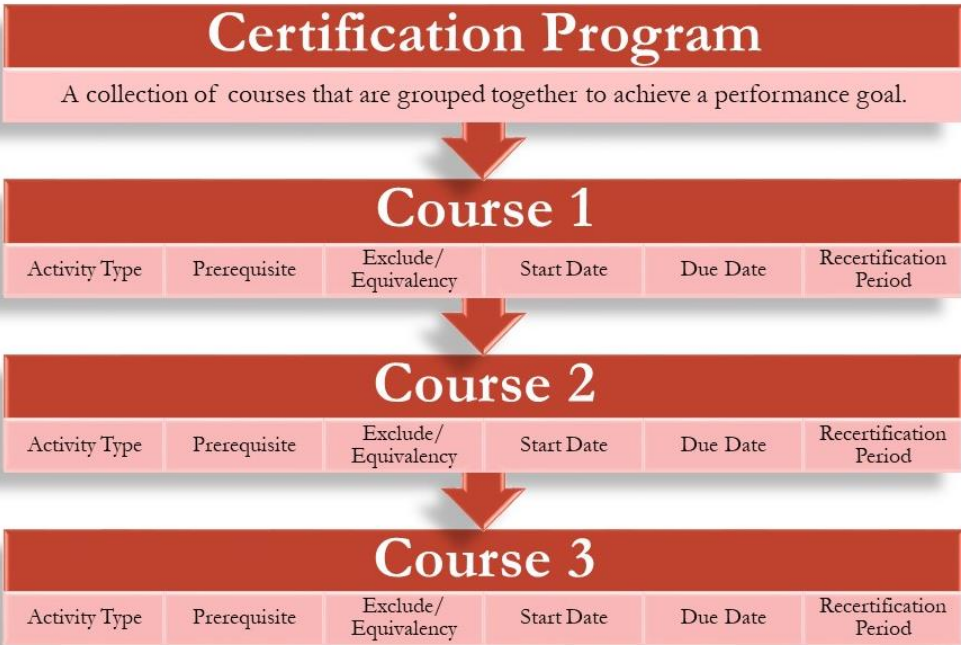 Certification Program
A collection of courses that are grouped together to achieve a performance goal.
Course 1
Activity Type
Prerequisite
Exclude/
Equivalency
Start Date
Due Date
Recertification
Period
Course 2
Activity Type
Prerequisite
Exclude/
Equivalency
Start Date
Due Date
Recertification
Period
Course 3
Activity Type
Prerequisite
Exclude/
Equivalency
Start Date
Due Date
Recertification
Period